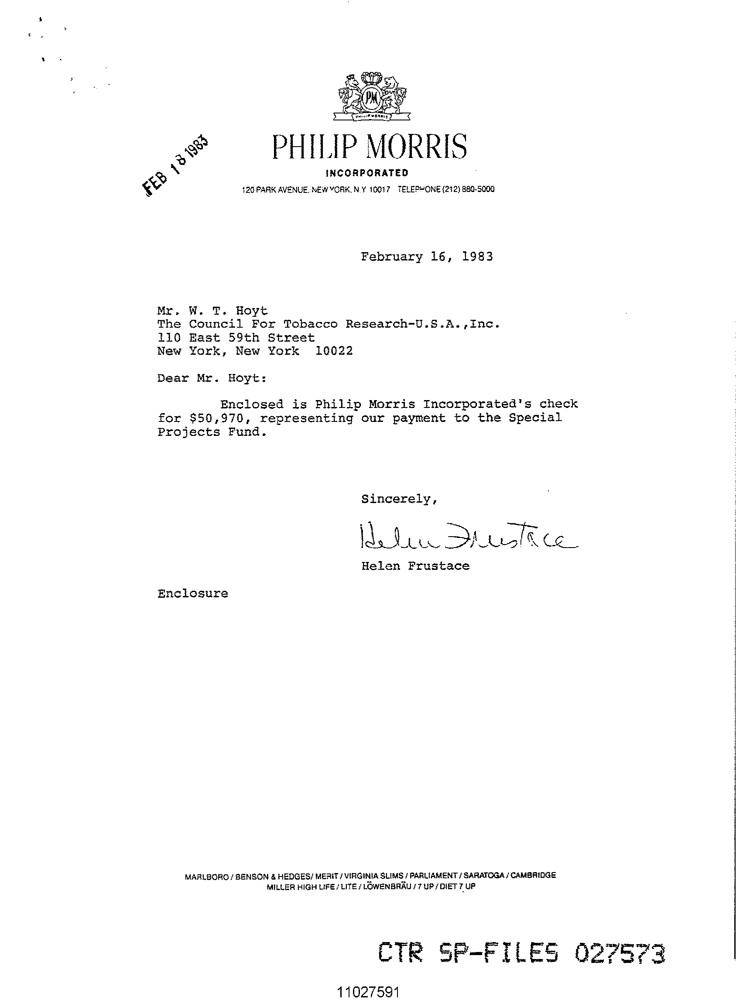 PM
PHILIP MORRIS
PHILIP MORRIS
INCORPORATED
120 PARK AVENUE, NEW YORK, N.Y. 10017 TELEPHONE (212) 880-5000
FEB 18 1983
February 16, 1983
Mr. W. T. Hoyt
The Council For Tobacco Research-U.S.A.,Inc.
110 East 59th Street
New York, New York 10022
Dear Mr. Hoyt:
Enclosed is Philip Morris Incorporated's check
for $50,970, representing our payment to the Special
Projects Fund.
Sincerely,
Helen Frustace
Helen Frustace
Enclosure
MARLBORO / BENSON & HEDGES/ MERIT / VIRGINIA SLIMS / PARLIAMENT / SARATOGA / CAMBRIDGE
MILLER HIGH LIFE / LITE / LÖWENBRÄU / 7 UP / DIET 7 UP
CTR SP-FILES 027573
11027591